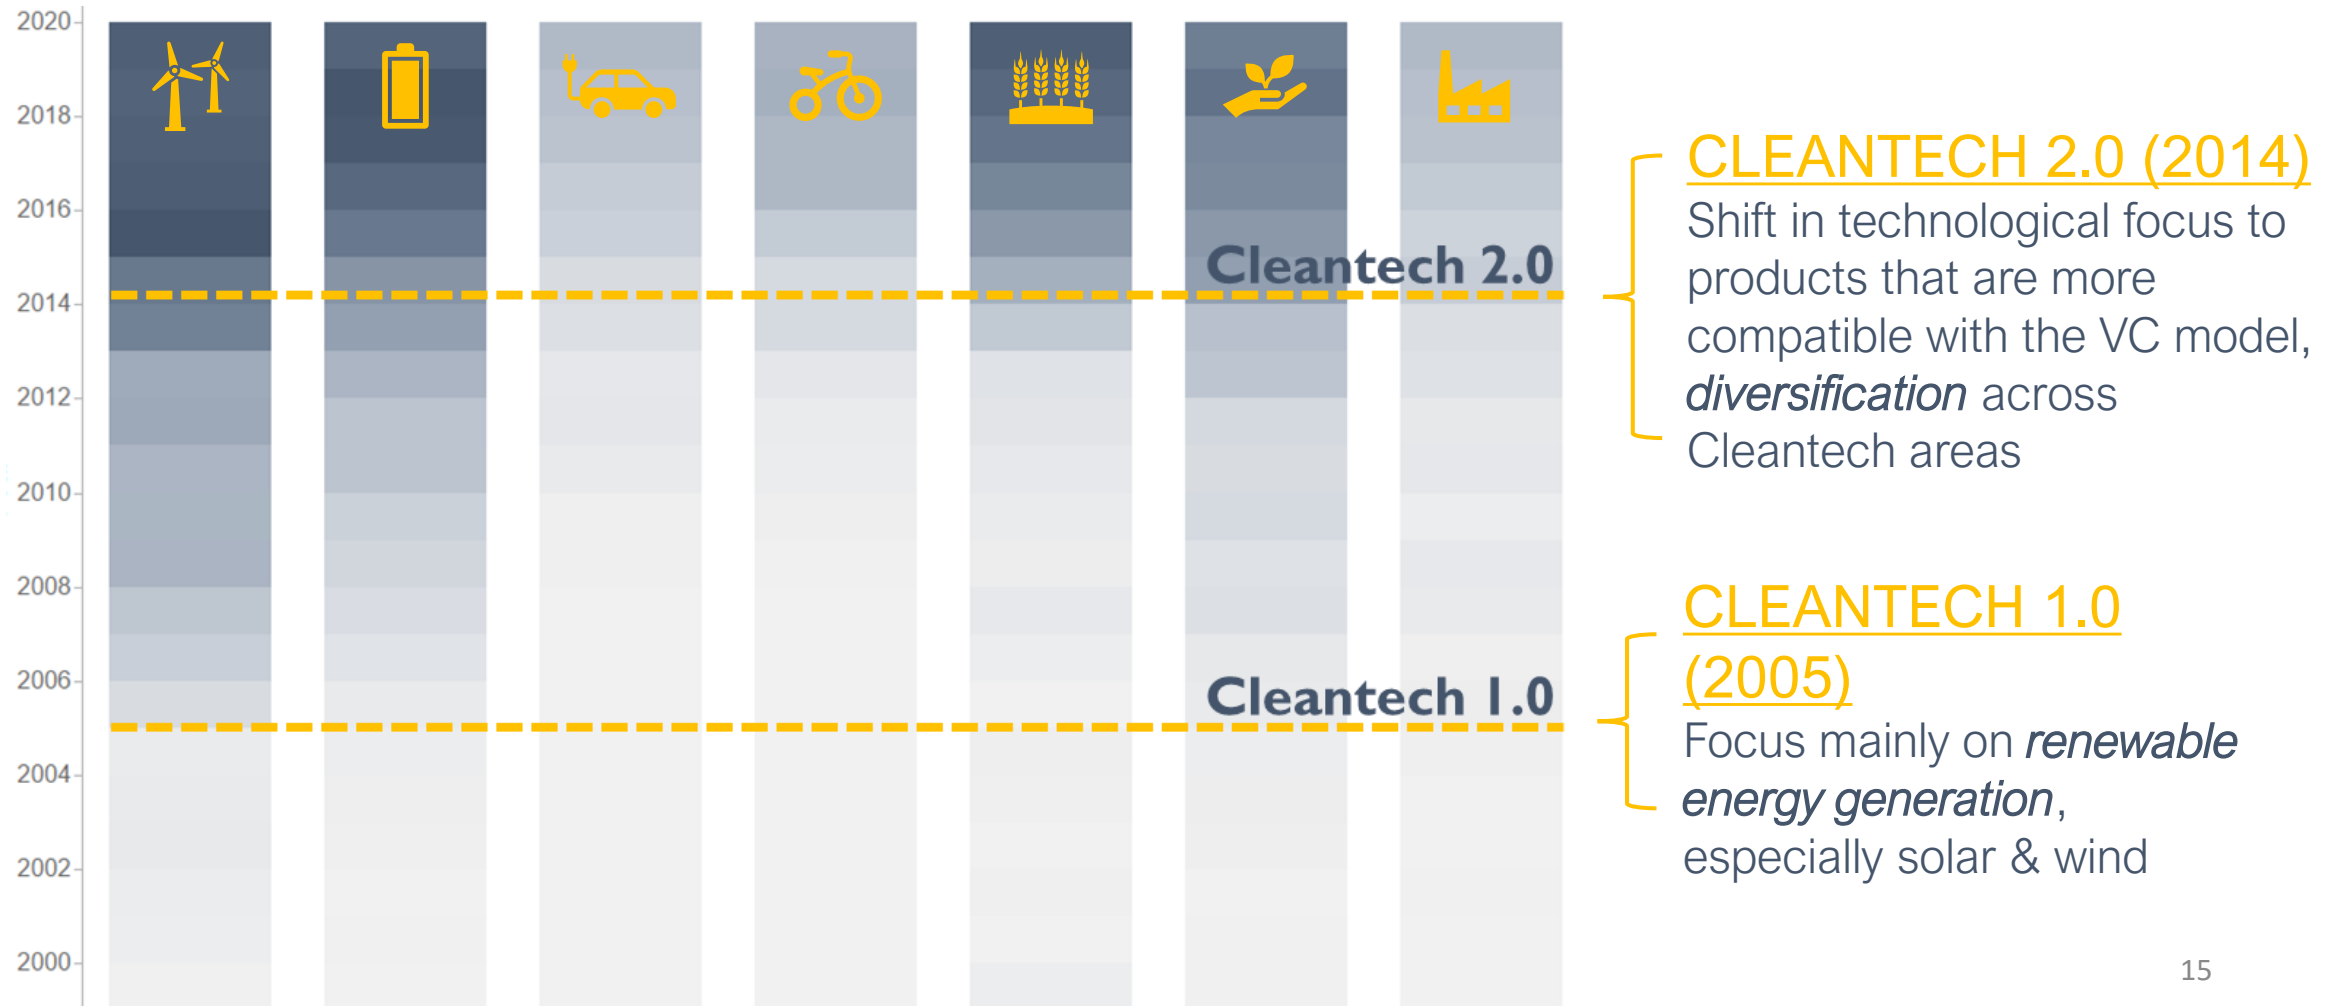 2020
2018
2016
2014
2012
2010
2008
2006
2004
2002
2000
Cleantech 2.0
Cleantech 1.0
CLEANTECH 2.0 (2014)
Shift in technological focus to
products that are more
compatible with the VC model,
diversification across
Cleantech areas
CLEANTECH 1.0
(2005)
Focus mainly on renewable
energy generation,
especially solar & wind
15